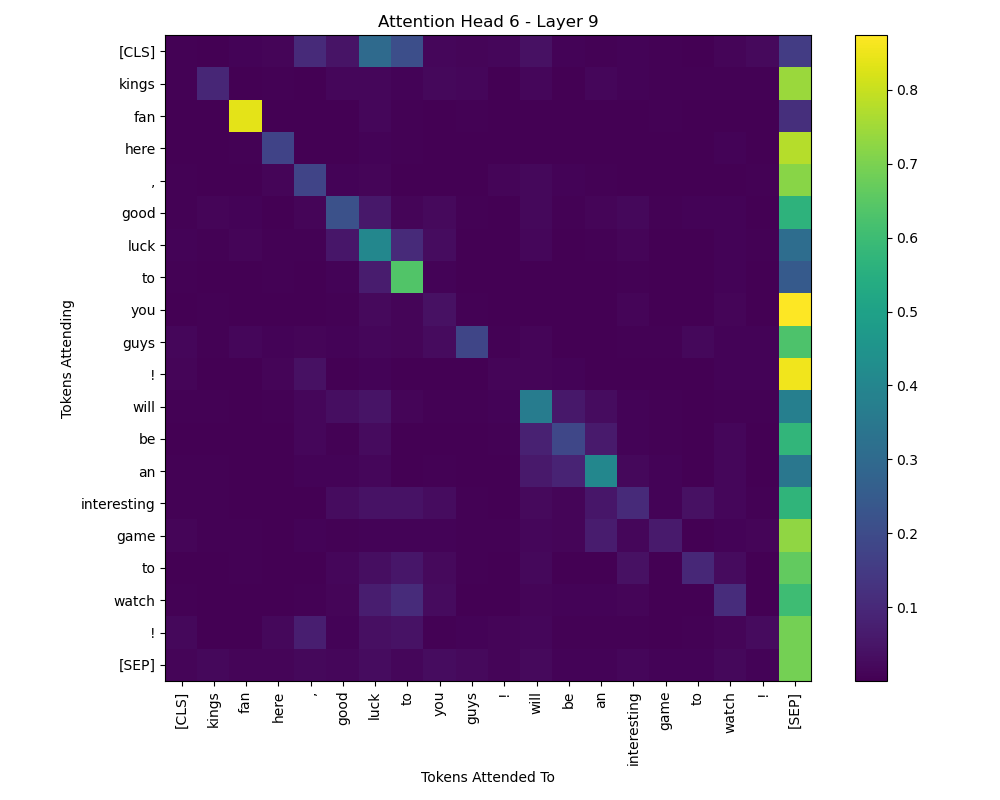 Attention Head 6 - Layer 9
[CLS]
kings
fan
here
,
good
luck
to
you
guys
!
will
be
an
interesting
game
to
watch
!
[SEP]
Tokens Attending
[CLS] kings fan here , good luck to you guys ! will be an interesting game to watch ! [SEP]
Tokens Attended To
0.8
0.7
0.6
0.5
0.4
0.3
0.2
0.1